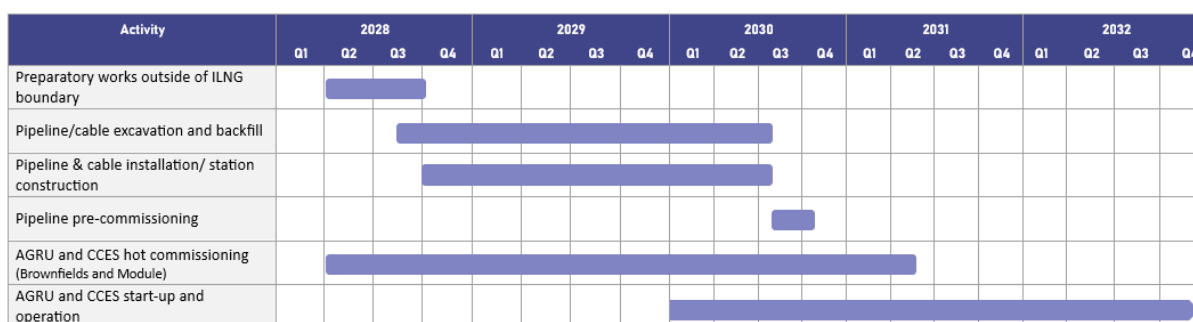 Activity 2028 2029 2030 2031 2032
Q1 Q2 Q3 Q4 Q1 Q2 Q3 Q4 Q1 Q2 Q3 Q4 Q1 Q2 Q3 Q4 Q1 Q2 Q3 Q4
Preparatory works outside of ILNG
boundary
Pipeline/cable excavation and backfill
Pipeline & cable installation/ station
construction
Pipeline pre-commissioning
AGRU and CCES hot commissioning
(Brownfields and Module)
AGRU and CCES start-up and
operation